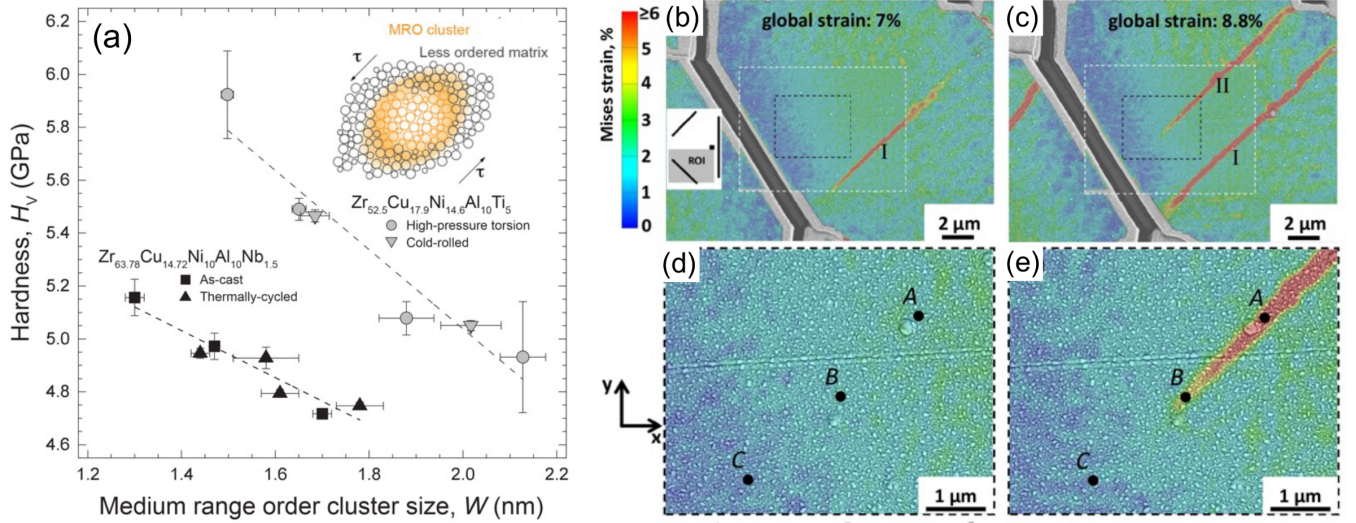 (a)
MRO cluster
Less ordered matrix
τ
τ
Zr52.5Cu17.9Ni14.6Al10Ti5
High-pressure torsion
Cold-rolled
Zr63.78Cu14.72Ni10Al10Nb1.5
As-cast
Thermally-cycled
Hardness, HV (GPa)
6.2
6.0
5.8
5.6
5.4
5.2
5.0
4.8
4.6
1.2 1.4 1.6 1.8 2.0 2.2
Medium range order cluster size, W (nm)
Mises strain, %
≥6
5
4
3
2
1
0
(b)
global strain: 7%
ROI
I
2 μm
(c)
global strain: 8.8%
II
I
2 μm
y
x
(d)
A
B
C
1 μm
(e)
A
B
C
1 μm